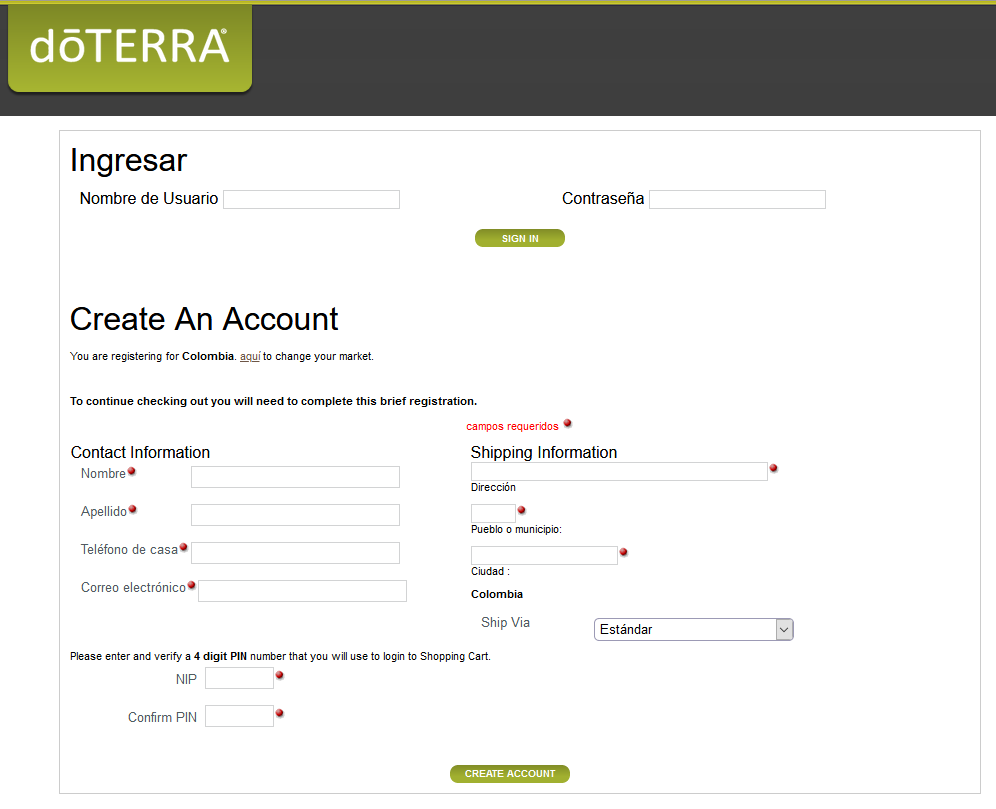 dōTERRA®
Ingresar
Nombre de Usuario
Contraseña
SIGN IN
Create An Account
You are registering for Colombia. aquí to change your market.
To continue checking out you will need to complete this brief registration.
campos requeridos
Contact Information
Nombre
Apellido
Teléfono de casa
Correo electrónico
Shipping Information
Dirección
Pueblo o municipio:
Ciudad :
Colombia
Ship Via Estándar
Please enter and verify a 4 digit PIN number that you will use to login to Shopping Cart.
NIP
Confirm PIN
CREATE ACCOUNT